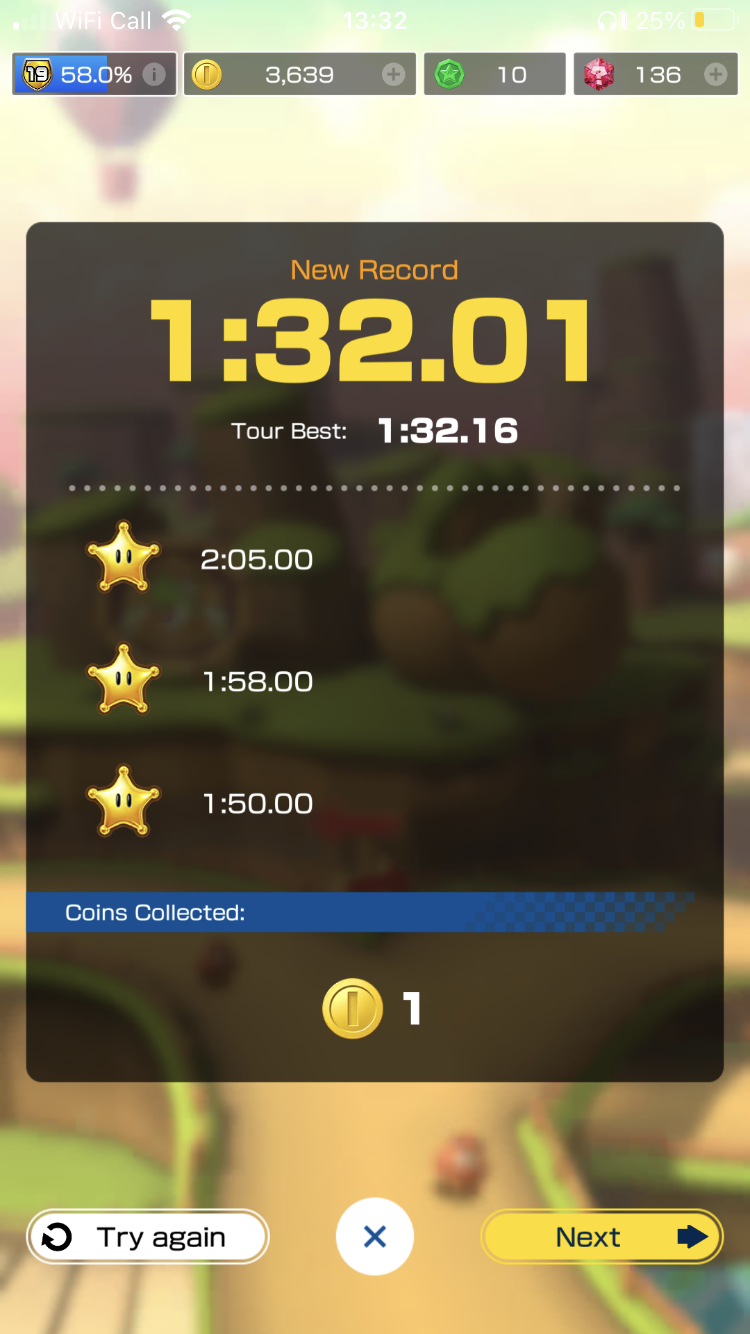 WiFi Call 13:32 25%
19 58.0% i 3,639 + 10 ? 136 +
New Record
1:32.01
Tour Best: 1:32.16
2:05.00
1:58.00
1:50.00
Coins Collected:
1
Try again × Next